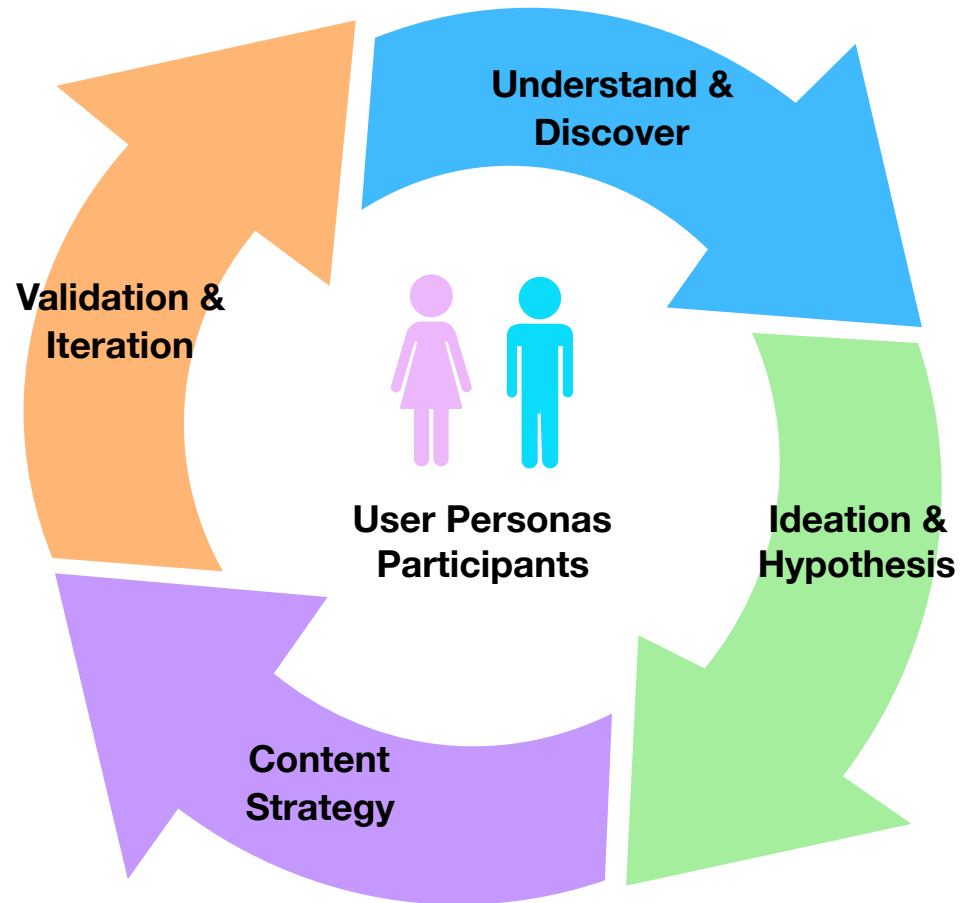 Understand &
Discover
Validation &
Iteration
User Personas
Participants
Ideation &
Hypothesis
Content
Strategy